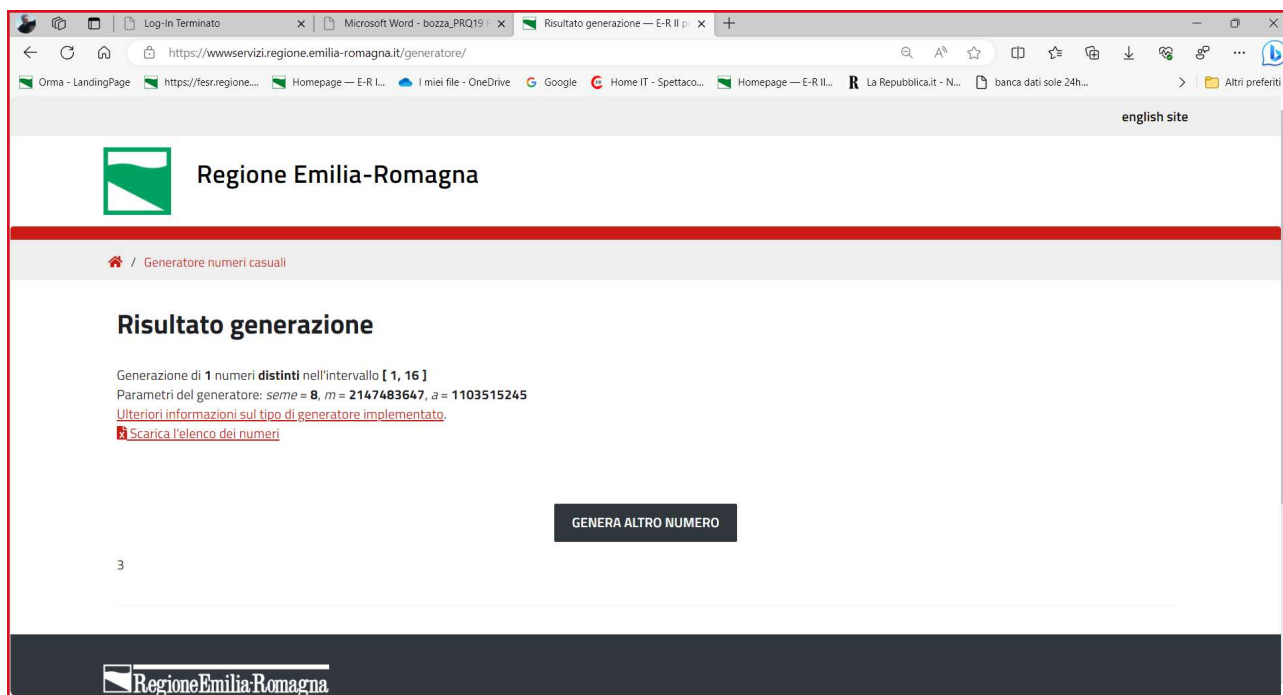 Log-In Terminato
Microsoft Word - bozza_PRQ19
Risultato generazione — E-R Il p
https://wwwservizi.regione.emilia-romagna.it/generatore/
Orma - LandingPage
https://fesr.regione....
Homepage — E-R I...
I miei file - OneDrive
Google
Home IT - Spettaco...
Homepage — E-R Il...
La Repubblica.it - N...
banca dati sole 24h...
Altri preferiti
english site
Regione Emilia-Romagna
/ Generatore numeri casuali
Risultato generazione
Generazione di 1 numeri distinti nell'intervallo [ 1, 16 ]
Parametri del generatore: seme = 8, m = 2147483647, a = 1103515245
Ulteriori informazioni sul tipo di generatore implementato.
Scarica l'elenco dei numeri
GENERA ALTRO NUMERO
3
RegioneEmilia-Romagna